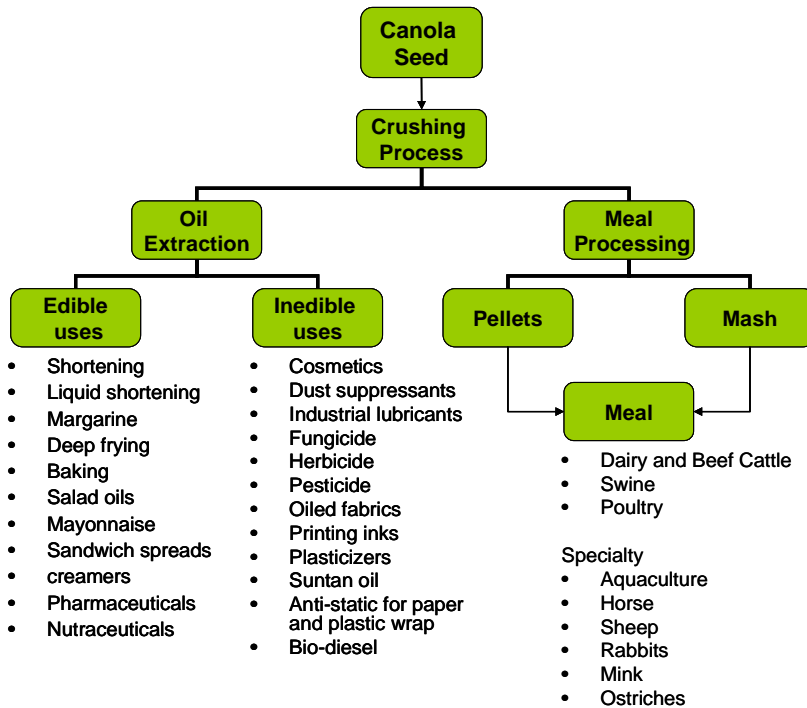 Canola
Seed
Crushing
Process
Oil
Extraction
Meal
Processing
Edible
uses
Inedible
uses
Pellets
Mash
• Shortening
• Liquid shortening
• Margarine
• Deep frying
• Baking
• Salad oils
• Mayonnaise
• Sandwich spreads
• creamers
• Pharmaceuticals
• Nutraceuticals
• Cosmetics
• Dust suppressants
• Industrial lubricants
• Fungicide
• Herbicide
• Pesticide
• Oiled fabrics
• Printing inks
• Plasticizers
• Suntan oil
• Anti-static for paper
and plastic wrap
• Bio-diesel
Meal
• Dairy and Beef Cattle
• Swine
• Poultry
Specialty
• Aquaculture
• Horse
• Sheep
• Rabbits
• Mink
• Ostriches